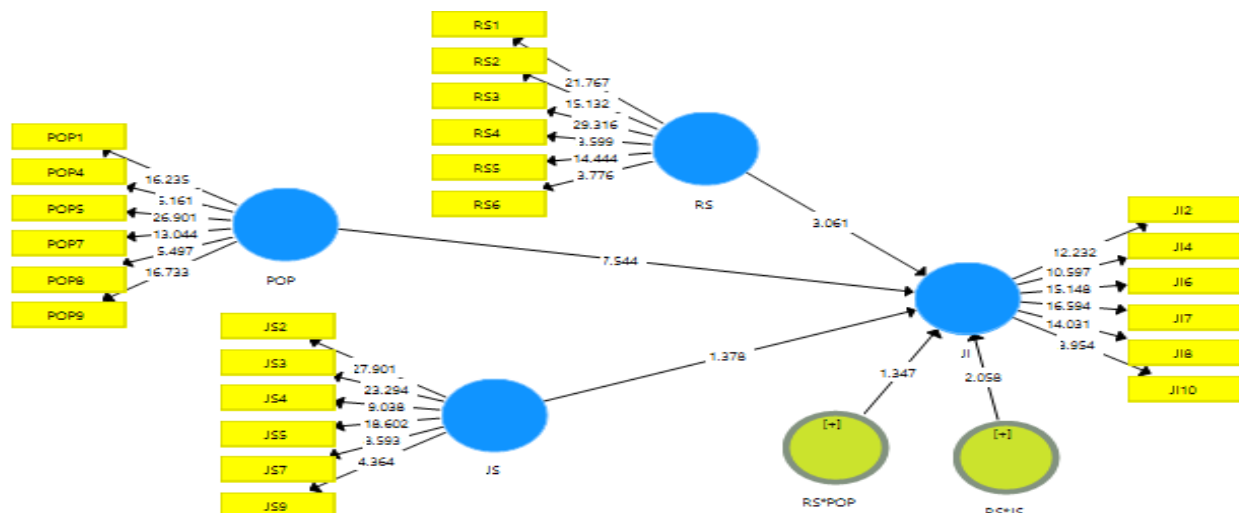 RS1
RS2
RS3
RS4
RS5
RS6
21.767
15.132
29.316
3.599
14.444
3.776
RS
POP1
POP4
POP5
POP7
POP8
POP9
16.235
5.161
26.901
13.044
5.497
16.733
POP
3.061
7.544
JS2
JS3
JS4
JS5
JS7
JS9
27.901
23.294
9.038
18.602
3.593
4.364
JS
1.378
JI2
JI4
JI6
JI7
JI8
JI10
12.232
10.597
15.148
16.594
14.031
3.954
JI
1.347
2.058
[+]
RS*POP
[+]
RS*JS